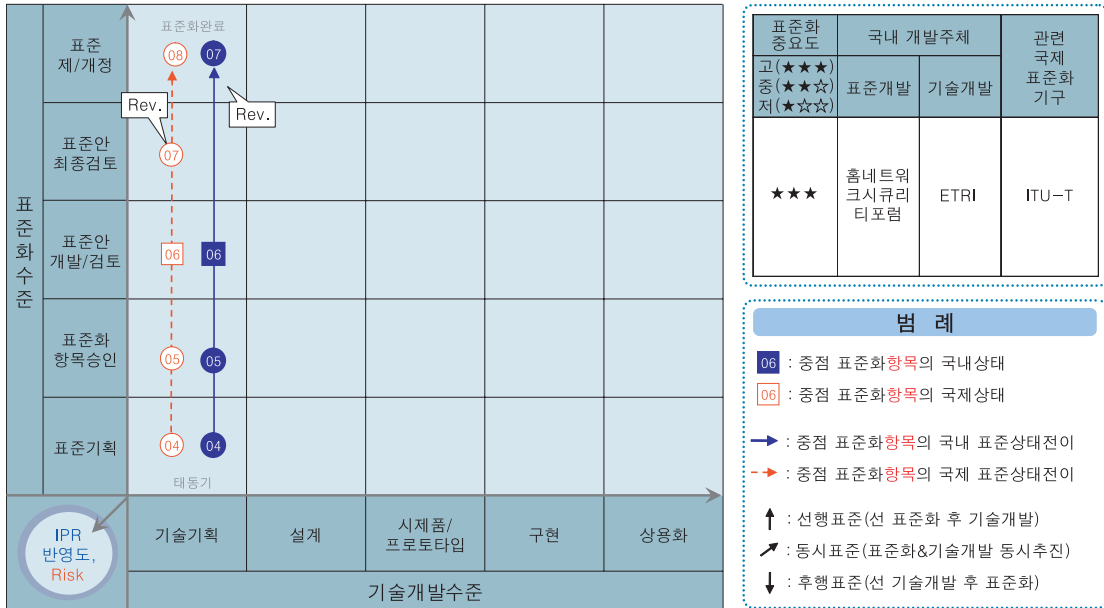 표준화완료
표준
제/개정
08
07
Rev.
Rev.
표준안
최종검토
07
표준화수준
표준안
개발/검토
06
06
표준화
항목승인
05
05
표준기획
04
04
태동기
IPR
반영도,
Risk
기술기획
설계
시제품/
프로토타입
구현
상용화
기술개발수준
표준화
중요도
국내 개발주체
관련
국제
표준화
기구
고(★★★)
중(★★☆)
저(★☆☆)
표준개발
기술개발
★★★
홈네트워
크시큐리
티포럼
ETRI
ITU-T
범 례
06 : 중점 표준화항목의 국내상태
06 : 중점 표준화항목의 국제상태
: 중점 표준화항목의 국내 표준상태전이
: 중점 표준화항목의 국제 표준상태전이
: 선행표준(선 표준화 후 기술개발)
: 동시표준(표준화&기술개발 동시추진)
: 후행표준(선 기술개발 후 표준화)